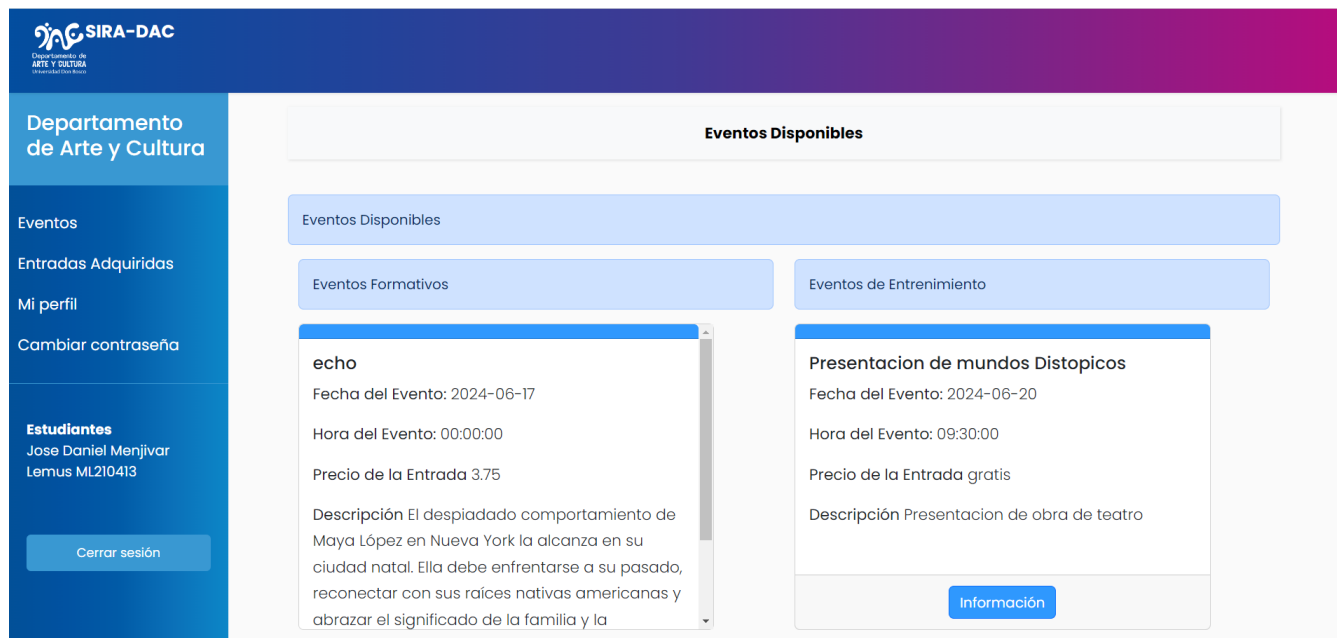 SIRA-DAC
Departamento de
ARTE Y CULTURA
Universidad Don Bosco
Departamento
de Arte y Cultura
Eventos
Entradas Adquiridas
Mi perfil
Cambiar contraseña
Estudiantes
Jose Daniel Menjivar
Lemus ML210413
Cerrar sesión
Eventos Disponibles
Eventos Disponibles
Eventos Formativos
echo
Fecha del Evento: 2024-06-17
Hora del Evento: 00:00:00
Precio de la Entrada 3.75
Descripción El despiadado comportamiento de
Maya López en Nueva York la alcanza en su
ciudad natal. Ella debe enfrentarse a su pasado,
reconectar con sus raíces nativas americanas y
abrazar el significado de la familia y la
Eventos de Entrenimiento
Presentacion de mundos Distopicos
Fecha del Evento: 2024-06-20
Hora del Evento: 09:30:00
Precio de la Entrada gratis
Descripción Presentacion de obra de teatro
Información